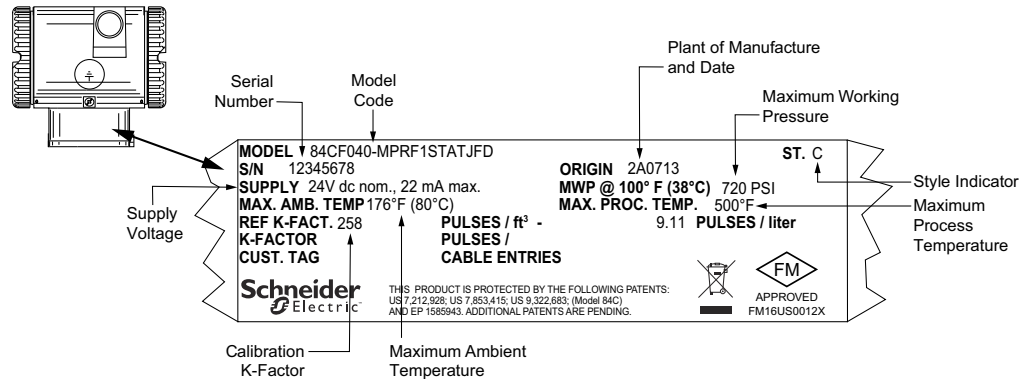 Plant of Manufacture
and Date
Serial
Number
Model
Code
Maximum Working
Pressure
MODEL 84CF040-MPRF1STATJFD
ST. C
S/N 12345678
ORIGIN 2A0713
SUPPLY 24V dc nom., 22 mA max.
MWP @ 100° F (38°C) 720 PSI
Style Indicator
MAX. AMB. TEMP 176°F (80°C)
MAX. PROC. TEMP. 500°F
Maximum
Process
Temperature
Supply
Voltage
REF K-FACT. 258 PULSES / ft³ - 9.11 PULSES / liter
K-FACTOR PULSES /
CUST. TAG CABLE ENTRIES
Schneider
Electric
THIS PRODUCT IS PROTECTED BY THE FOLLOWING PATENTS:
US 7,212,928; US 7,853,415; US 9,322,683; (Model 84C)
AND EP 1585943. ADDITIONAL PATENTS ARE PENDING.
FM
APPROVED
FM16US0012X
Calibration
K-Factor
Maximum Ambient
Temperature